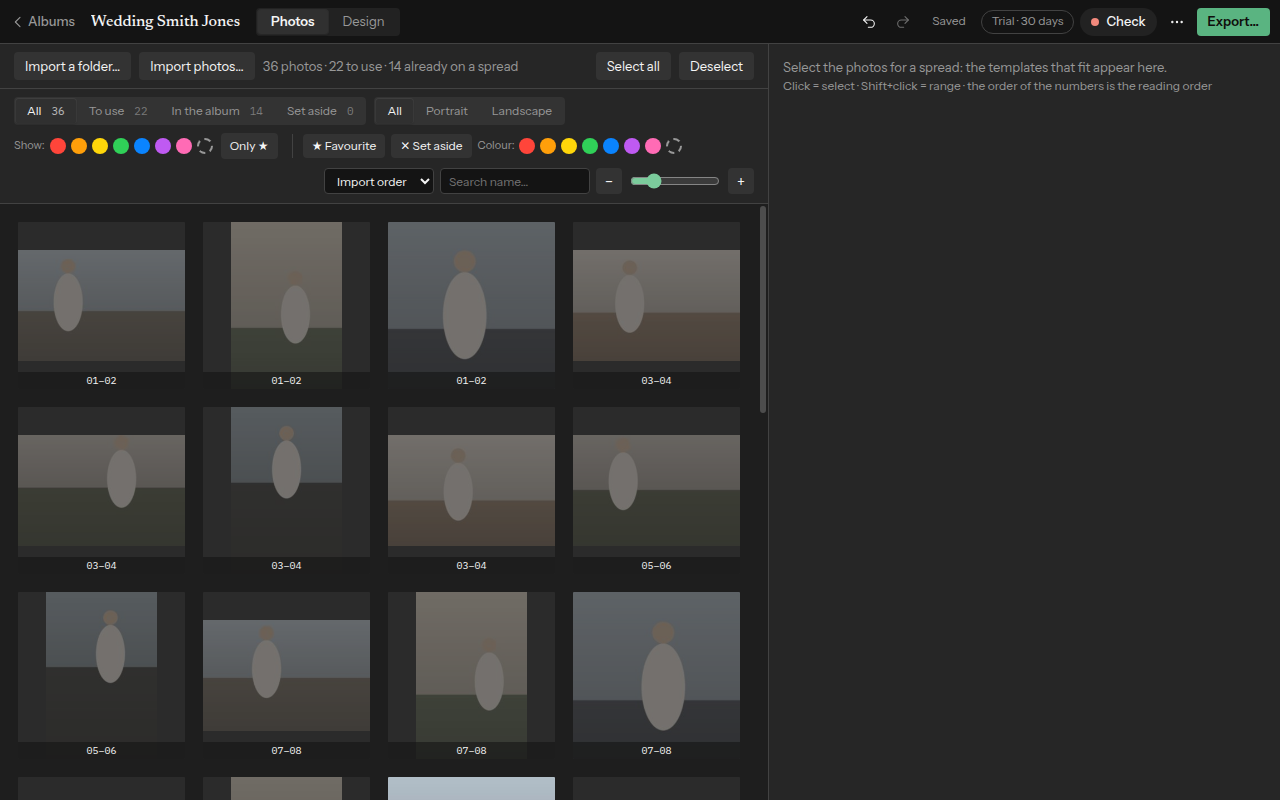 Albums Wedding Smith Jones Photos Design Saved Trial · 30 days Check ··· Export...
Import a folder... Import photos... 36 photos · 22 to use · 14 already on a spread Select all Deselect
Select the photos for a spread: the templates that fit appear here.
Click = select · Shift+click = range · the order of the numbers is the reading order
All 36 To use 22 In the album 14 Set aside 0 All Portrait Landscape
Show: Only ★ ★ Favourite ✕ Set aside Colour:
Import order Search name... − +
01–02 01–02 01–02 03–04
03–04 03–04 03–04 05–06
05–06 07–08 07–08 07–08